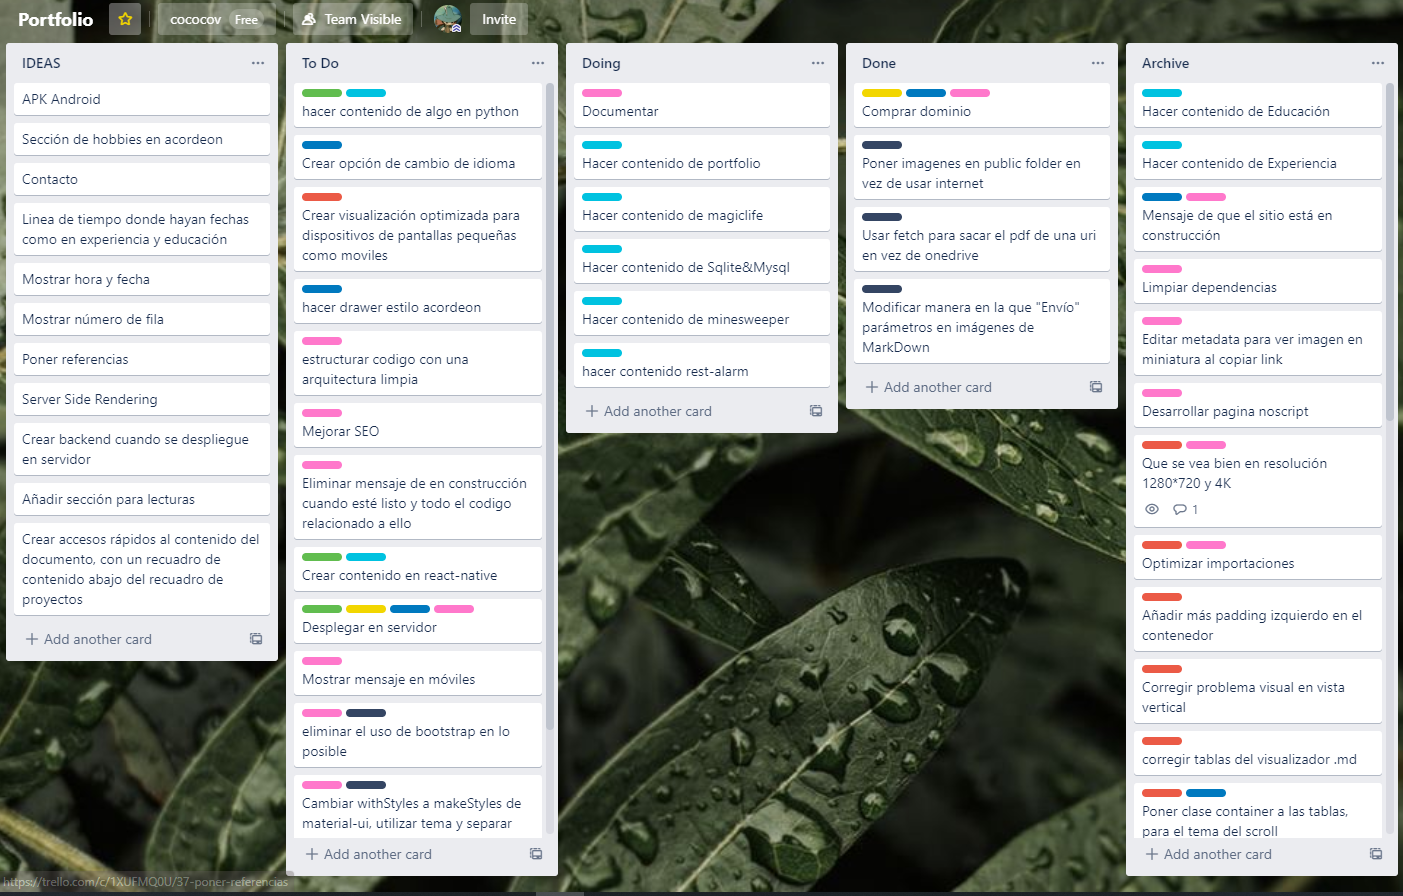 Portfolio
cococov Free
Team Visible
Invite
IDEAS
APK Android
Sección de hobbies en acordeon
Contacto
Linea de tiempo donde hayan fechas
como en experiencia y educación
Mostrar hora y fecha
Mostrar número de fila
Poner referencias
Server Side Rendering
Crear backend cuando se despliegue
en servidor
Añadir sección para lecturas
Crear accesos rápidos al contenido del
documento, con un recuadro de
contenido abajo del recuadro de
proyectos
Add another card
To Do
hacer contenido de algo en python
Crear opción de cambio de idioma
Crear visualización optimizada para
dispositivos de pantallas pequeñas
como moviles
hacer drawer estilo acordeon
estructurar codigo con una
arquitectura limpia
Mejorar SEO
Eliminar mensaje de en construcción
cuando esté listo y todo el codigo
relacionado a ello
Crear contenido en react-native
Desplegar en servidor
Mostrar mensaje en móviles
eliminar el uso de bootstrap en lo
posible
Cambiar withStyles a makeStyles de
material-ui, utilizar tema y separar
Add another card
Doing
Documentar
Hacer contenido de portfolio
Hacer contenido de magiclife
Hacer contenido de Sqlite&Mysql
Hacer contenido de minesweeper
hacer contenido rest-alarm
Add another card
Done
Comprar dominio
Poner imagenes en public folder en
vez de usar internet
Usar fetch para sacar el pdf de una uri
en vez de onedrive
Modificar manera en la que "Envío"
parámetros en imágenes de
MarkDown
Add another card
Archive
Hacer contenido de Educación
Hacer contenido de Experiencia
Mensaje de que el sitio está en
construcción
Limpiar dependencias
Editar metadata para ver imagen en
miniatura al copiar link
Desarrollar pagina noscript
Que se vea bien en resolución
1280*720 y 4K
1
Optimizar importaciones
Añadir más padding izquierdo en el
contenedor
Corregir problema visual en vista
vertical
corregir tablas del visualizador .md
Poner clase container a las tablas,
para el tema del scroll
Add another card
https://trello.com/c/1XUFMQ0U/37-poner-referencias